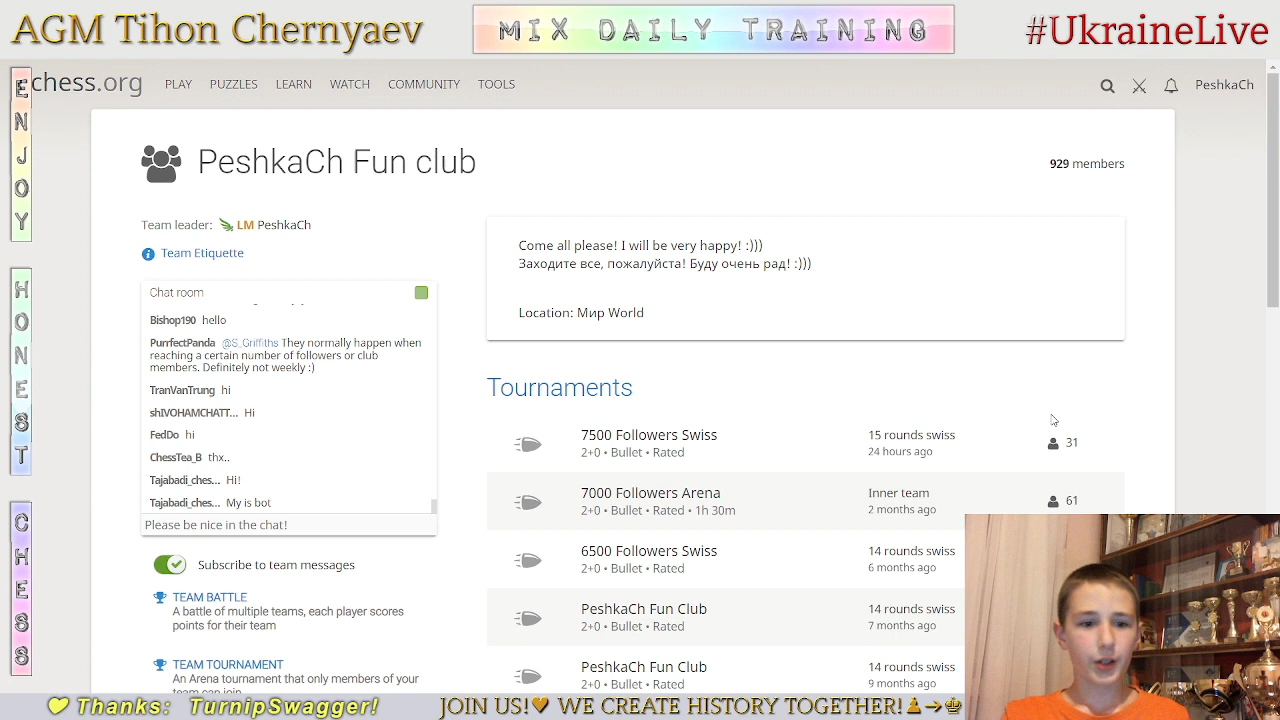 AGM Tihon Chernyaev
MIX DAILY TRAINING
#UkraineLive
ENJOY
HONEST
CHESS
chess.org
PLAY PUZZLES LEARN WATCH COMMUNITY TOOLS
PeshkaCh
PeshkaCh Fun club
929 members
Team leader: LM PeshkaCh
Team Etiquette
Come all please! I will be very happy! :)))
Заходите все, пожалуйста! Буду очень рад! :)))
Location: Мир World
Chat room
Bishop190 hello
PurrfectPanda @S_Griffiths They normally happen when
reaching a certain number of followers or club
members. Definitely not weekly :)
TranVanTrung hi
shIVOHAMCHATT... Hi
FedDo hi
ChessTea_B thx..
Tajabadi_ches... Hi!
Tajabadi_ches... My is bot
Please be nice in the chat!
Subscribe to team messages
TEAM BATTLE
A battle of multiple teams, each player scores
points for their team
TEAM TOURNAMENT
An Arena tournament that only members of your
team can join
Tournaments
7500 Followers Swiss 15 rounds swiss 31
2+0 • Bullet • Rated 24 hours ago
7000 Followers Arena Inner team 61
2+0 • Bullet • Rated • 1h 30m 2 months ago
6500 Followers Swiss 14 rounds swiss
2+0 • Bullet • Rated 6 months ago
PeshkaCh Fun Club 14 rounds swiss
2+0 • Bullet • Rated 7 months ago
PeshkaCh Fun Club 14 rounds swiss
2+0 • Bullet • Rated 9 months ago
Thanks: TurnipSwagger!
JOIN US! WE CREATE HISTORY TOGETHER!